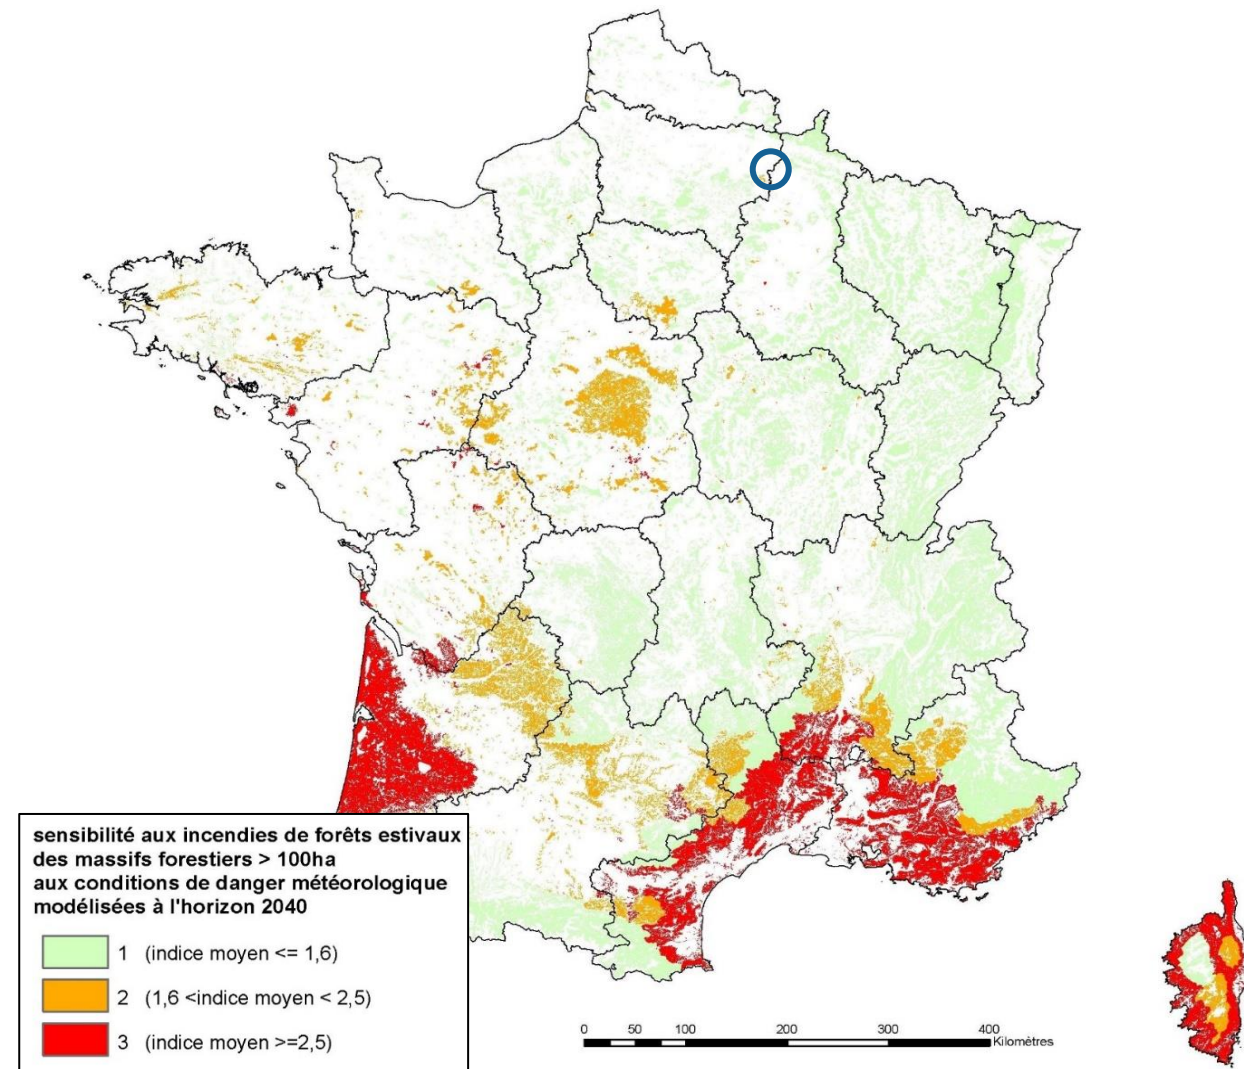 sensibilité aux incendies de forêts estivaux
des massifs forestiers > 100ha
aux conditions de danger météorologique
modélisées à l'horizon 2040
1 (indice moyen <= 1,6)
2 (1,6 <indice moyen < 2,5)
3 (indice moyen >=2,5)
0 50 100 200 300 400
Kilométres